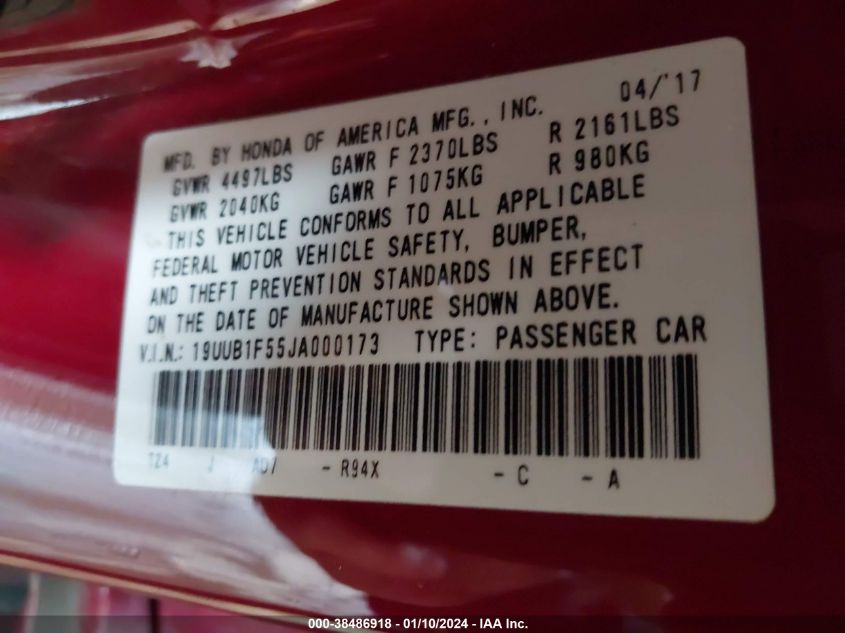 MFD. BY HONDA OF AMERICA MFG., INC. 04/'17
GVWR 4497LBS GAWR F 2370LBS R 2161LBS
GVWR 2040KG GAWR F 1075KG R 980KG
THIS VEHICLE CONFORMS TO ALL APPLICABLE
FEDERAL MOTOR VEHICLE SAFETY, BUMPER,
AND THEFT PREVENTION STANDARDS IN EFFECT
ON THE DATE OF MANUFACTURE SHOWN ABOVE.
V.I.N.: 19UUB1F55JA000173 TYPE: PASSENGER CAR
TZ4 J A07 - R94X - C - A
000-38486918 - 01/10/2024 - IAA Inc.